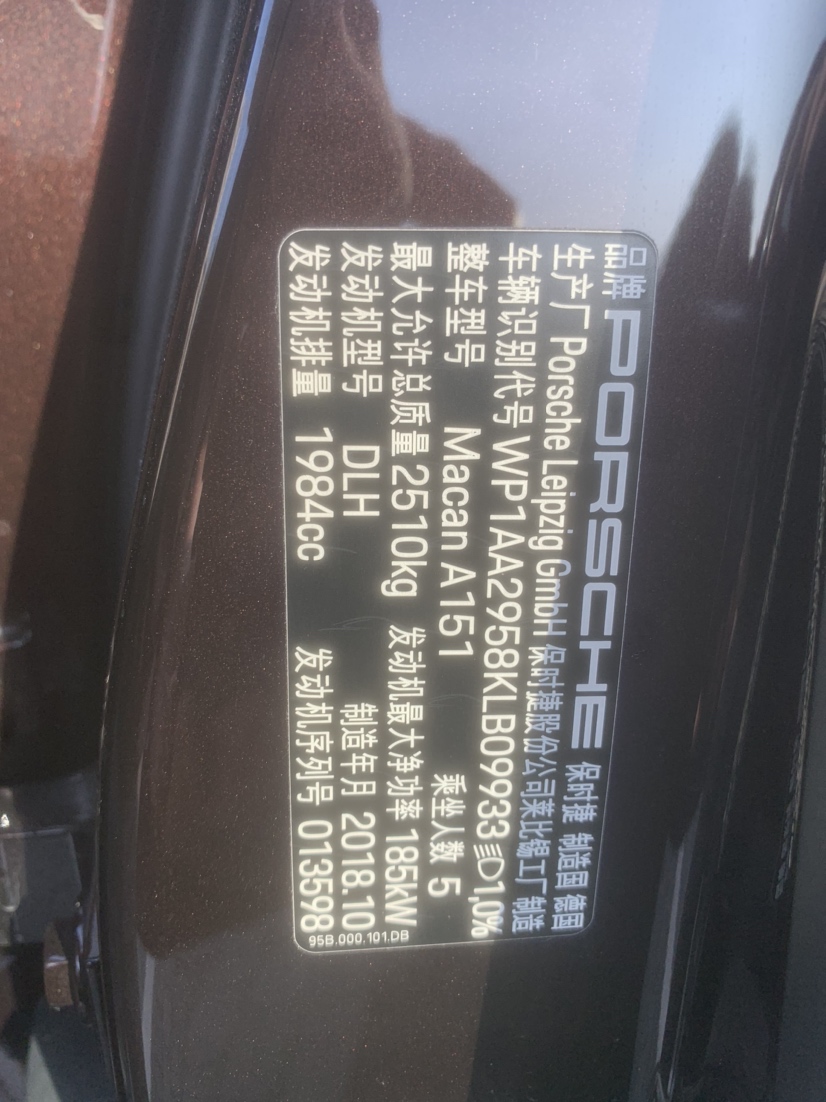 品牌 PORSCHE 保时捷 制造国 德国
生产厂 Porsche Leipzig GmbH 保时捷股份公司莱比锡工厂 制造
车辆识别代号 WP1AA2958KLB09933 1,0%
整车型号 Macan A151 乘坐人数 5
最大允许总质量 2510kg 发动机最大净功率 185kW
发动机型号 DLH 制造年月 2018.10
发动机排量 1984cc 发动机序列号 013598
95B.000.101.DB